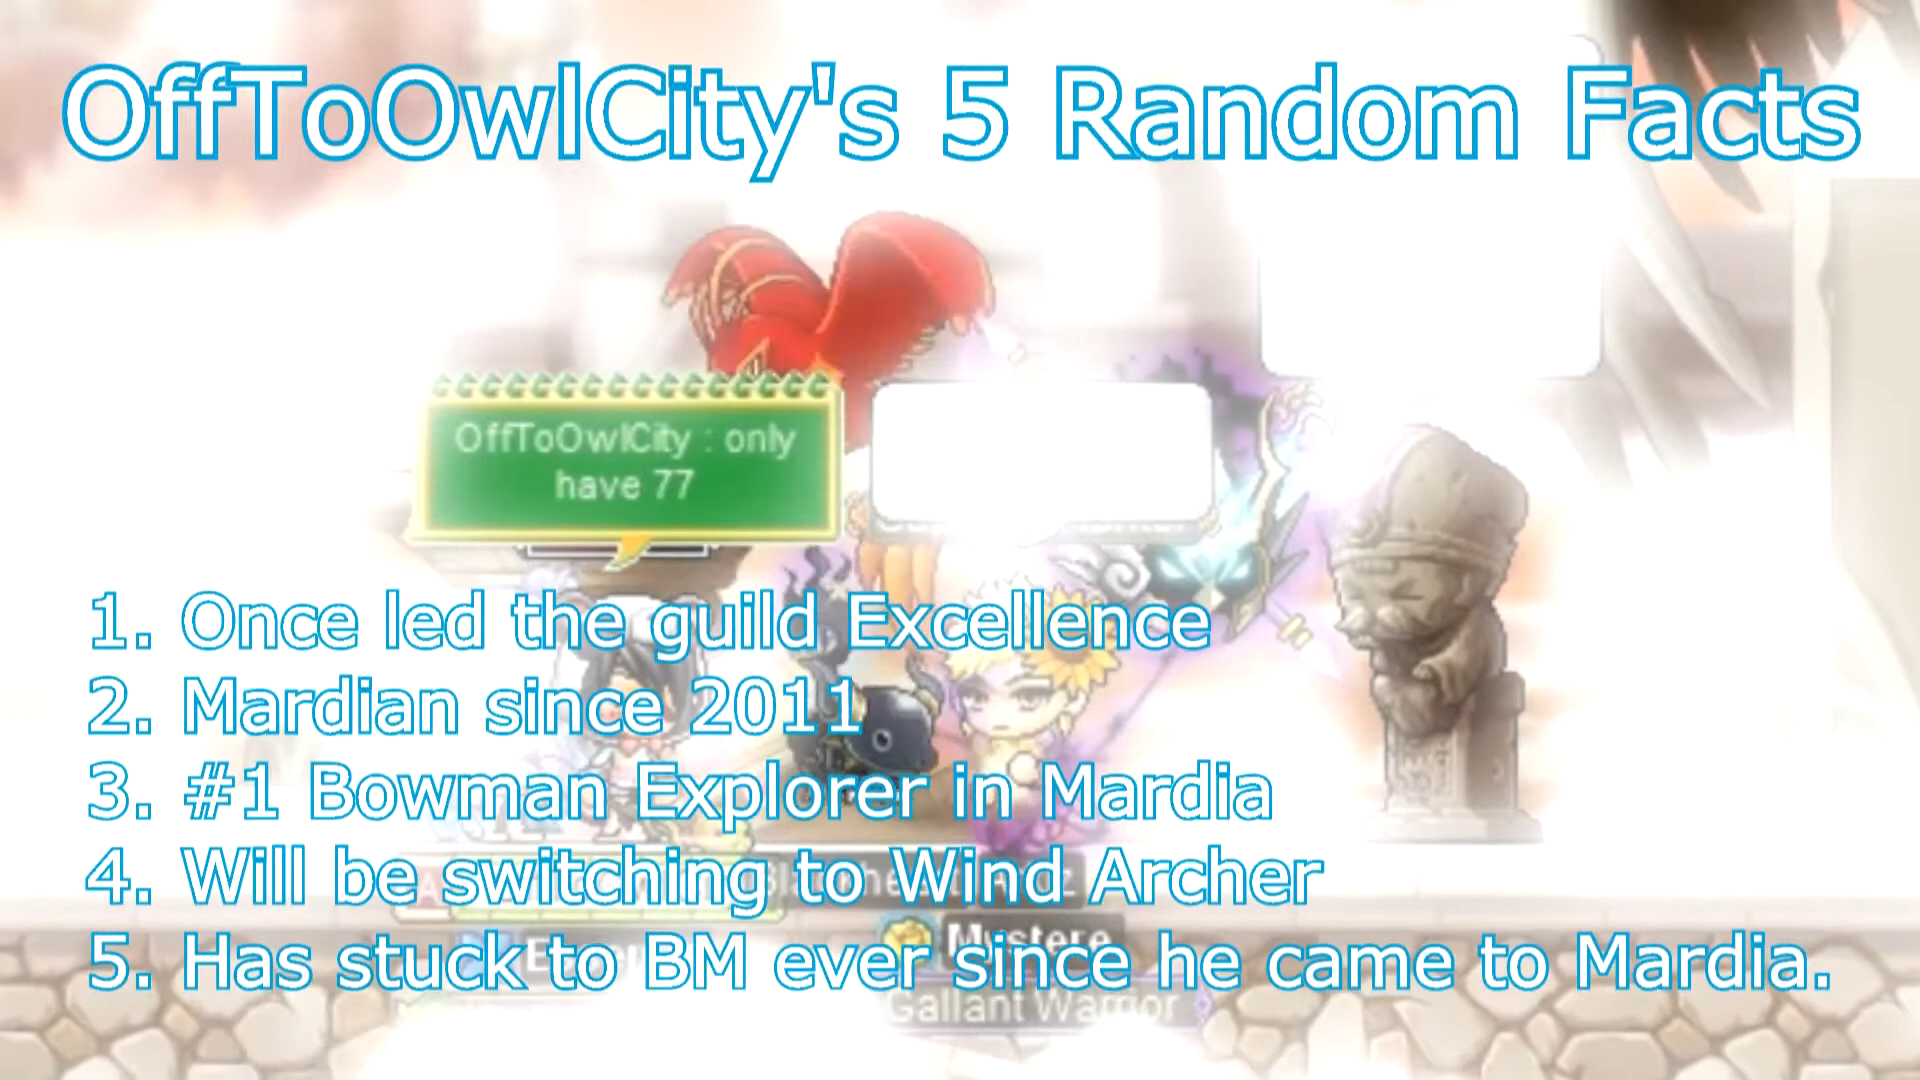 OffToOwlCity's 5 Random Facts
OffToOwlCity : only
have 77
1. Once led the guild Excellence
2. Mardian since 2011
3. #1 Bowman Explorer in Mardia
4. Will be switching to Wind Archer
5. Has stuck to BM ever since he came to Mardia.
Mystere
Gallant Warrior